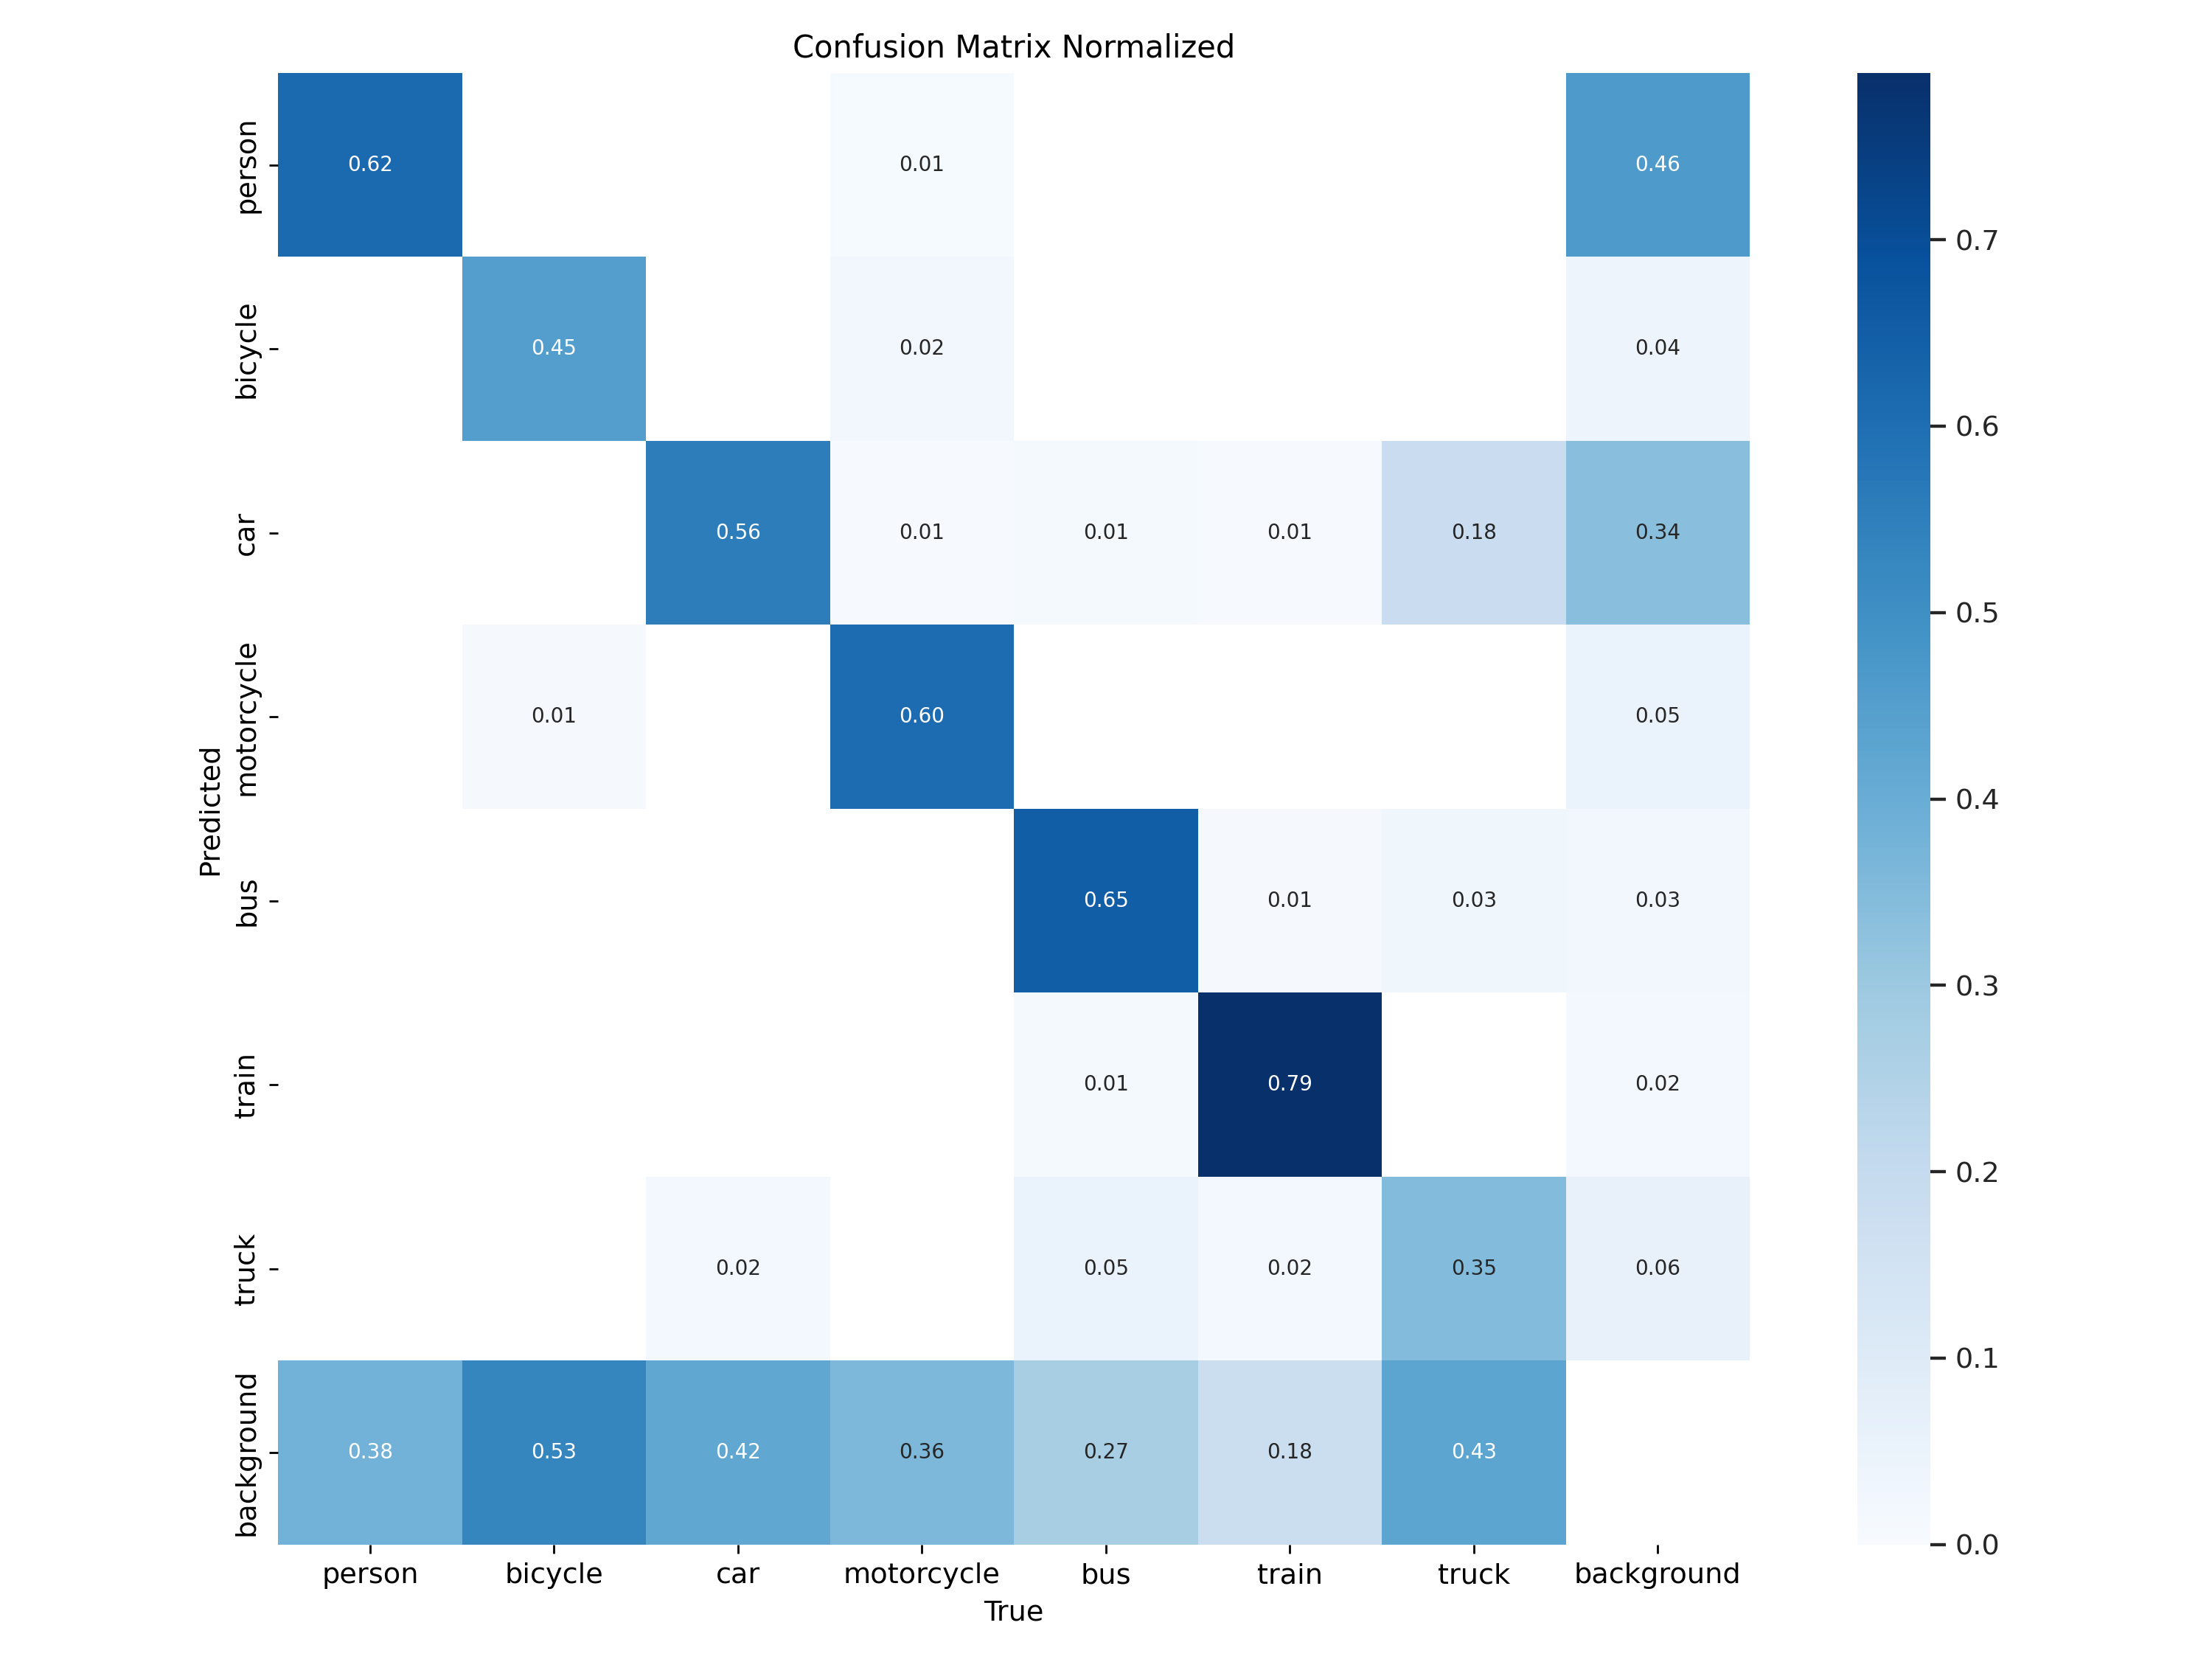 Confusion Matrix Normalized
person 0.62 0.01 0.46
bicycle 0.45 0.02 0.04
car 0.56 0.01 0.01 0.01 0.18 0.34
motorcycle 0.01 0.60 0.05
bus 0.65 0.01 0.03 0.03
train 0.01 0.79 0.02
truck 0.02 0.05 0.02 0.35 0.06
background 0.38 0.53 0.42 0.36 0.27 0.18 0.43
Predicted
person bicycle car motorcycle bus train truck background
True
0.7
0.6
0.5
0.4
0.3
0.2
0.1
0.0